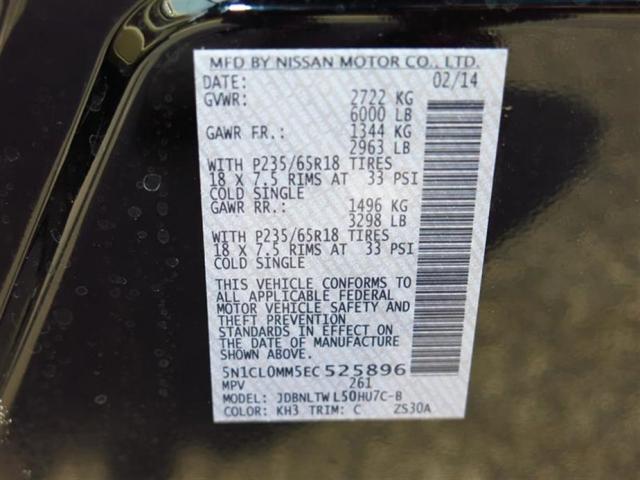 MFD BY NISSAN MOTOR CO., LTD.
DATE: 02/14
GVWR: 2722 KG
6000 LB
GAWR FR.: 1344 KG
2963 LB
WITH P235/65R18 TIRES
18 X 7.5 RIMS AT 33 PSI
COLD SINGLE
GAWR RR.: 1496 KG
3298 LB
WITH P235/65R18 TIRES
18 X 7.5 RIMS AT 33 PSI
COLD SINGLE
THIS VEHICLE CONFORMS TO
ALL APPLICABLE FEDERAL
MOTOR VEHICLE SAFETY AND
THEFT PREVENTION
STANDARDS IN EFFECT ON
THE DATE OF MANUFACTURE
SHOWN ABOVE.
5N1CL0MM5EC525896
MPV 261
MODEL: JDBNLTW L50HU7C-B
COLOR: KH3 TRIM: C ZS30A